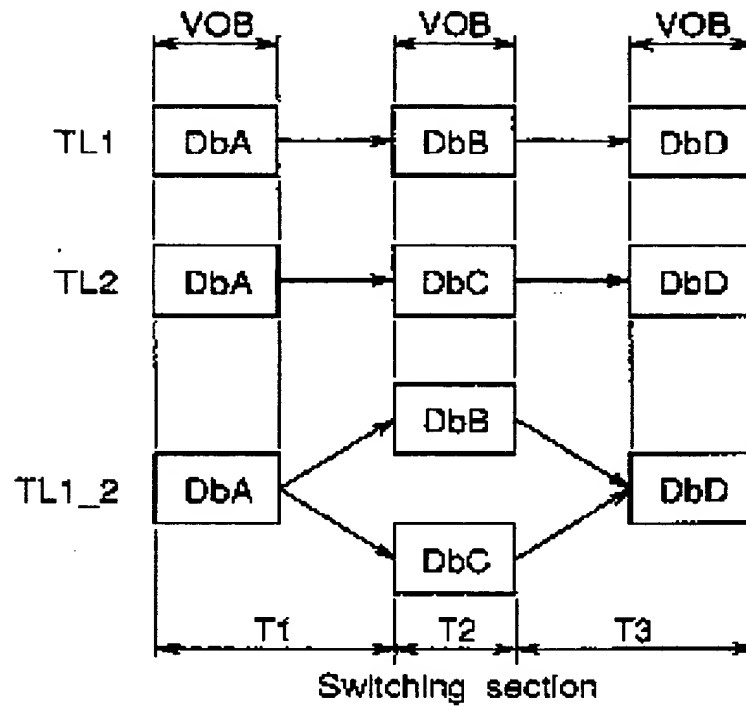 VOB VOB VOB
TL1 DbA DbB DbD
TL2 DbA DbC DbD
DbB
TL1_2 DbA DbD
DbC
T1 T2 T3
Switching section